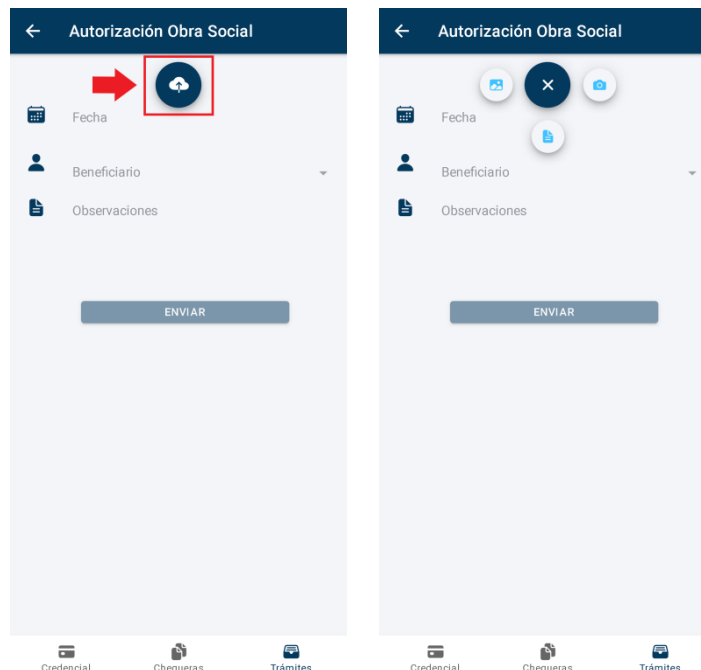 Autorización Obra Social
Fecha
Beneficiario
Observaciones
ENVIAR
Credencial
Chequeras
Trámites
Autorización Obra Social
Fecha
Beneficiario
Observaciones
ENVIAR
Credencial
Chequeras
Trámites